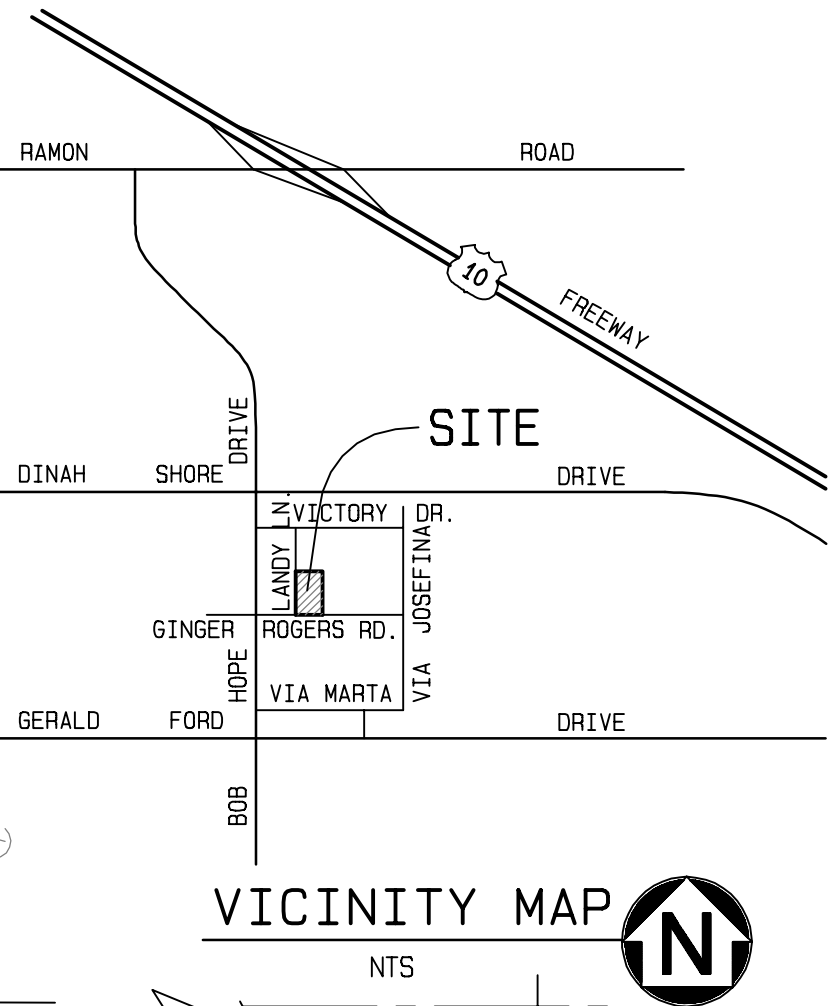 RAMON ROAD
10
FREEWAY
DRIVE
SITE
DINAH SHORE DRIVE
VICTORY DR.
LANDY LN.
VIA JOSEFINA
GINGER ROGERS RD.
HOPE
VIA MARTA
GERALD FORD DRIVE
BOB
VICINITY MAP
N
NTS